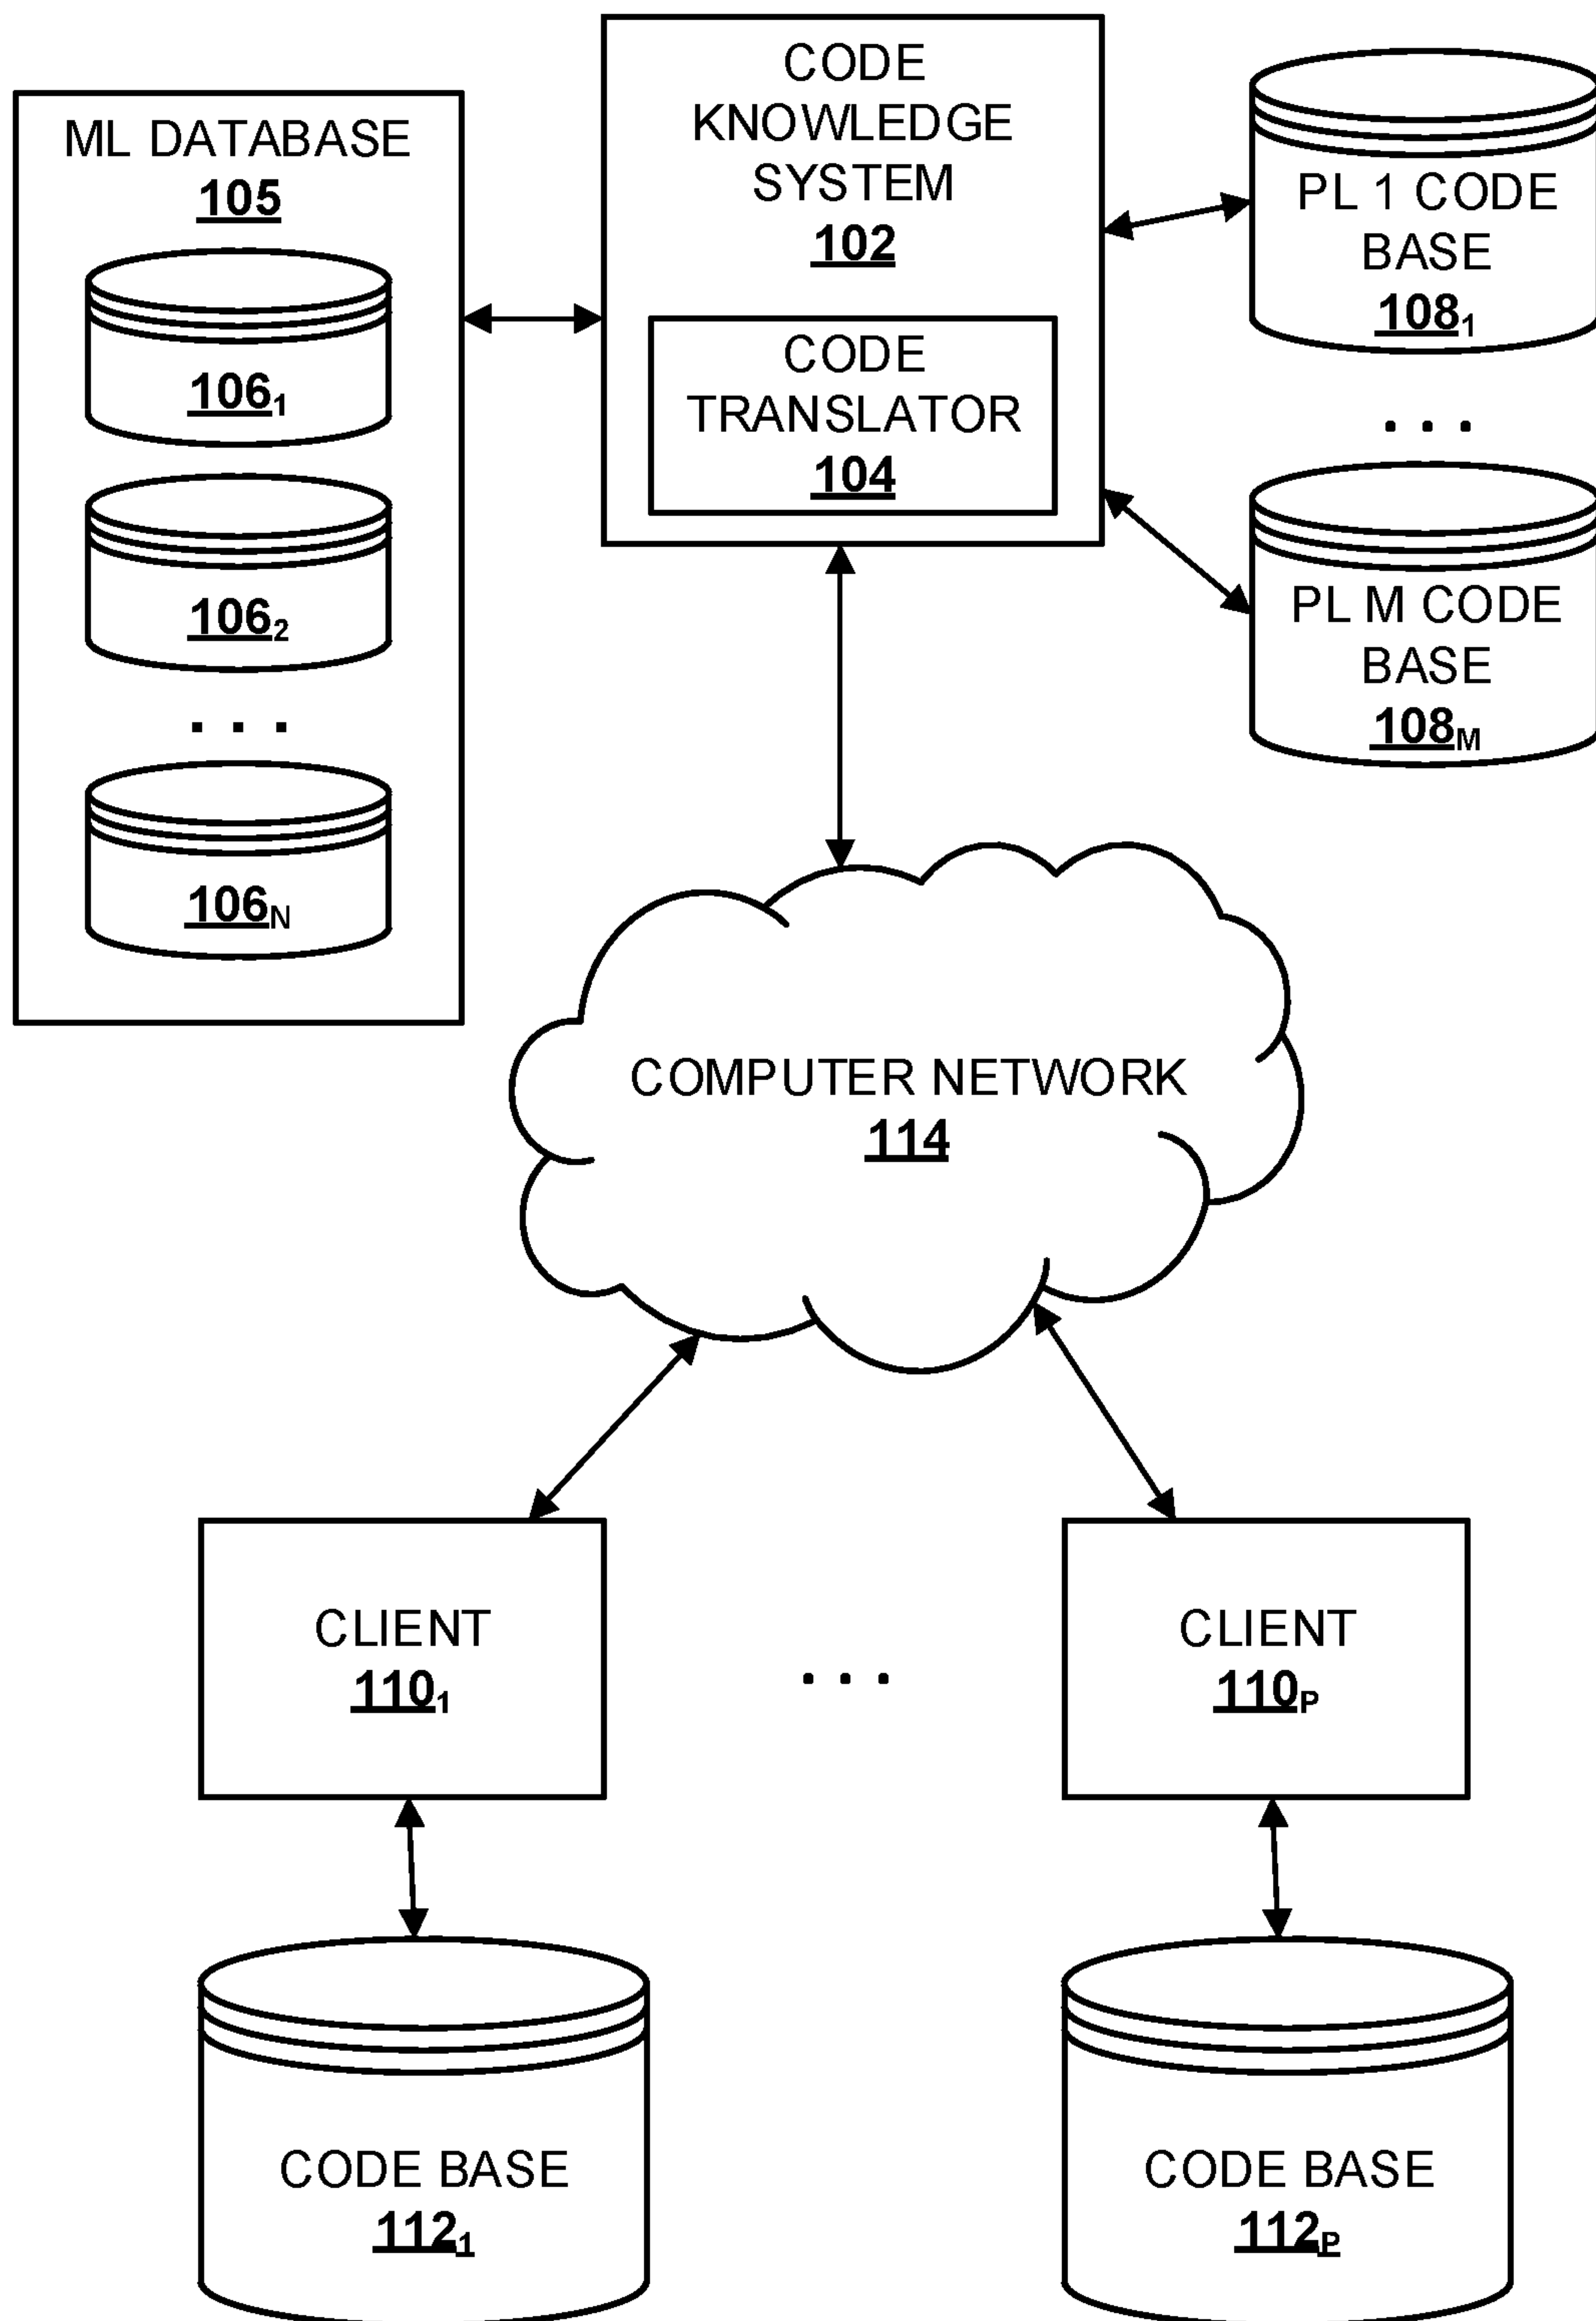 ML DATABASE
105
106₁
106₂
. . .
106N
CODE
KNOWLEDGE
SYSTEM
102
CODE
TRANSLATOR
104
PL 1 CODE
BASE
108₁
. . .
PL M CODE
BASE
108M
COMPUTER NETWORK
114
CLIENT
110₁
. . .
CLIENT
110P
CODE BASE
112₁
CODE BASE
112P